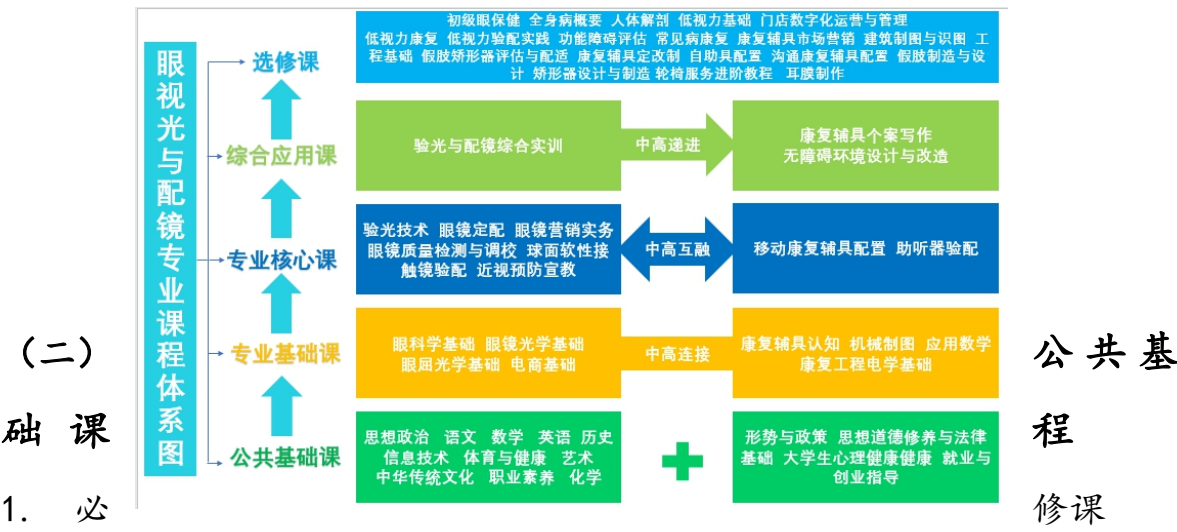 眼视光与配镜专业课程体系图
选修课
初级眼保健 全身病概要 人体解剖 低视力基础 门店数字化运营与管理
低视力康复 低视力验配实践 功能障碍评估 常见病康复 康复辅具市场营销 建筑制图与识图 工
程基础 假肢矫形器评估与配适 康复辅具定改制 自助具配置 沟通康复辅具配置 假肢制造与设
计 矫形器设计与制造 轮椅服务进阶教程 耳膜制作
综合应用课
验光与配镜综合实训
中高递进
康复辅具个案写作
无障碍环境设计与改造
专业核心课
验光技术 眼镜定配 眼镜营销实务
眼镜质量检测与调校 球面软性接
触镜验配 近视预防宣教
中高互融
移动康复辅具配置 助听器验配
专业基础课
眼科学基础 眼镜光学基础
眼屈光学基础 电商基础
中高连接
康复辅具认知 机械制图 应用数学
康复工程电学基础
公共基础课
思想政治 语文 数学 英语 历史
信息技术 体育与健康 艺术
中华传统文化 职业素养 化学
形势与政策 思想道德修养与法律
基础 大学生心理健康健康 就业与
创业指导
（二） 公共基
础课程
1. 必修课